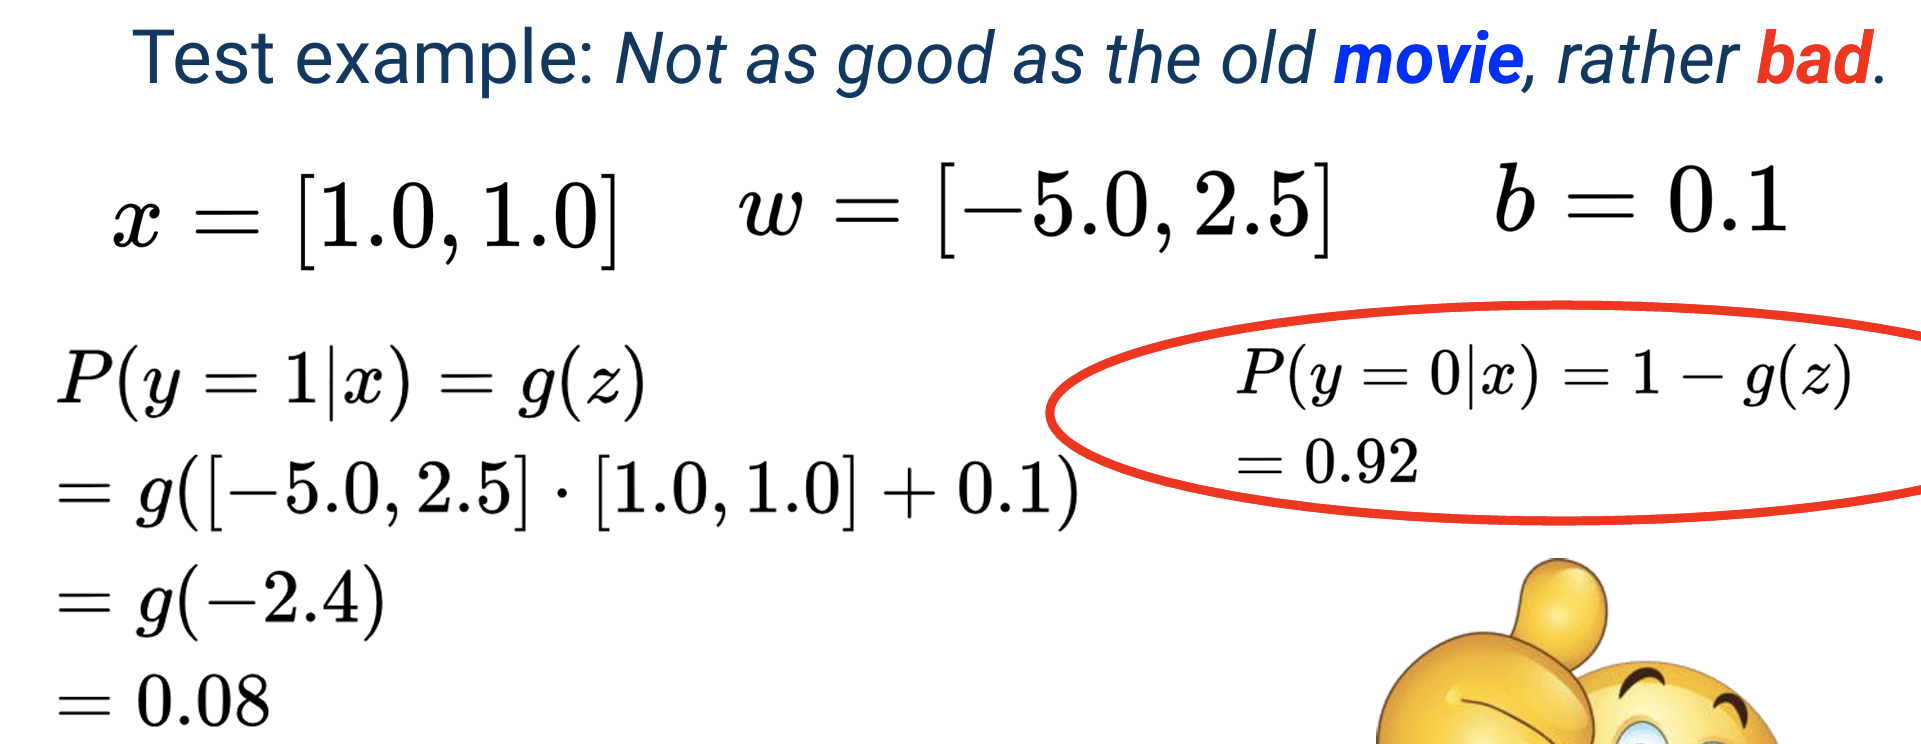 Test example: Not as good as the old movie, rather bad.
x = [1.0, 1.0] w = [−5.0, 2.5] b = 0.1
P(y = 1|x) = g(z)
= g([−5.0, 2.5] · [1.0, 1.0] + 0.1)
= g(−2.4)
= 0.08
P(y = 0|x) = 1 − g(z)
= 0.92